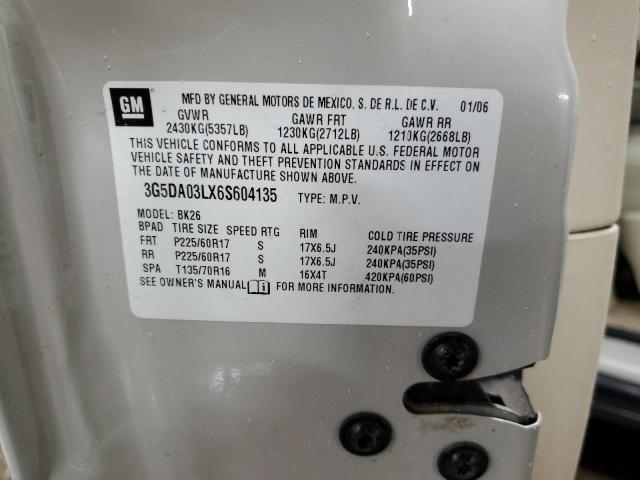 GM
MFD BY GENERAL MOTORS DE MEXICO, S. DE R.L. DE C.V. 01/06
GVWR GAWR FRT GAWR RR
2430KG(5357LB) 1230KG(2712LB) 1210KG(2668LB)
THIS VEHICLE CONFORMS TO ALL APPLICABLE U.S. FEDERAL MOTOR
VEHICLE SAFETY AND THEFT PREVENTION STANDARDS IN EFFECT ON
THE DATE OF MANUFACTURE SHOWN ABOVE.
3G5DA03LX6S604135 TYPE: M.P.V.
MODEL: BK26
BPAD TIRE SIZE SPEED RTG RIM COLD TIRE PRESSURE
FRT P225/60R17 S 17X6.5J 240KPA(35PSI)
RR P225/60R17 S 17X6.5J 240KPA(35PSI)
SPA T135/70R16 M 16X4T 420KPA(60PSI)
SEE OWNER'S MANUAL FOR MORE INFORMATION.